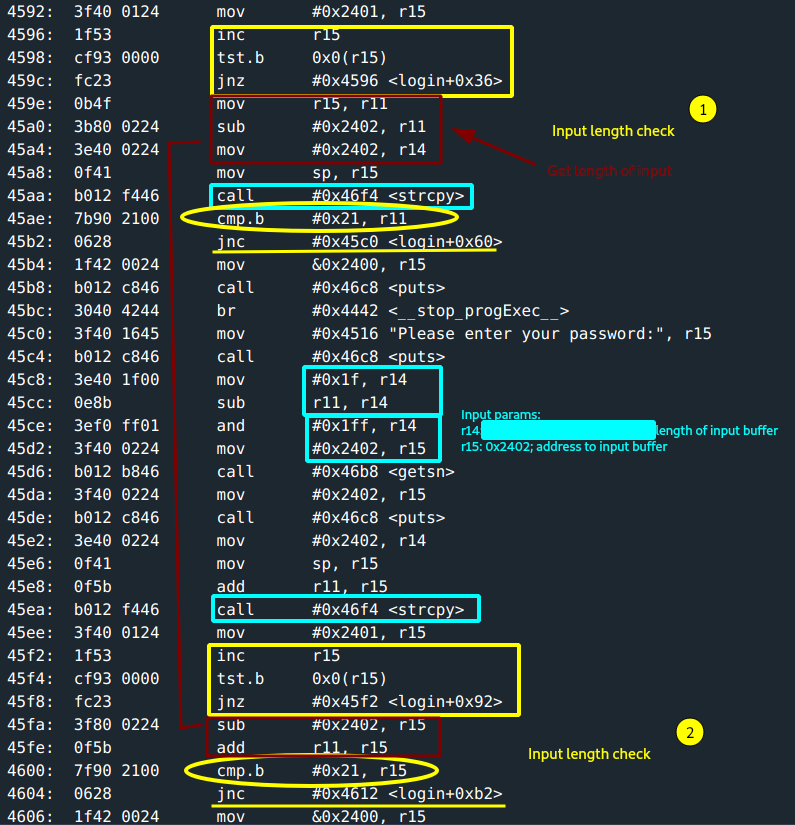 4592: 3f40 0124 mov #0x2401, r15
4596: 1f53 inc r15
4598: cf93 0000 tst.b 0x0(r15)
459c: fc23 jnz #0x4596 <login+0x36>
459e: 0b4f mov r15, r11
1
45a0: 3b80 0224 sub #0x2402, r11 Input length check
45a4: 3e40 0224 mov #0x2402, r14
45a8: 0f41 mov sp, r15 Get length of input
45aa: b012 f446 call #0x46f4 <strcpy>
45ae: 7b90 2100 cmp.b #0x21, r11
45b2: 0628 jnc #0x45c0 <login+0x60>
45b4: 1f42 0024 mov &0x2400, r15
45b8: b012 c846 call #0x46c8 <puts>
45bc: 3040 4244 br #0x4442 <__stop_progExec__>
45c0: 3f40 1645 mov #0x4516 "Please enter your password:", r15
45c4: b012 c846 call #0x46c8 <puts>
45c8: 3e40 1f00 mov #0x1f, r14
45cc: 0e8b sub r11, r14
Input params:
45ce: 3ef0 ff01 and #0x1ff, r14
r14: length of input buffer
45d2: 3f40 0224 mov #0x2402, r15
r15: 0x2402; address to input buffer
45d6: b012 b846 call #0x46b8 <getsn>
45da: 3f40 0224 mov #0x2402, r15
45de: b012 c846 call #0x46c8 <puts>
45e2: 3e40 0224 mov #0x2402, r14
45e6: 0f41 mov sp, r15
45e8: 0f5b add r11, r15
45ea: b012 f446 call #0x46f4 <strcpy>
45ee: 3f40 0124 mov #0x2401, r15
45f2: 1f53 inc r15
45f4: cf93 0000 tst.b 0x0(r15)
45f8: fc23 jnz #0x45f2 <login+0x92>
45fa: 3f80 0224 sub #0x2402, r15
2
45fe: 0f5b add r11, r15 Input length check
4600: 7f90 2100 cmp.b #0x21, r15
4604: 0628 jnc #0x4612 <login+0xb2>
4606: 1f42 0024 mov &0x2400, r15